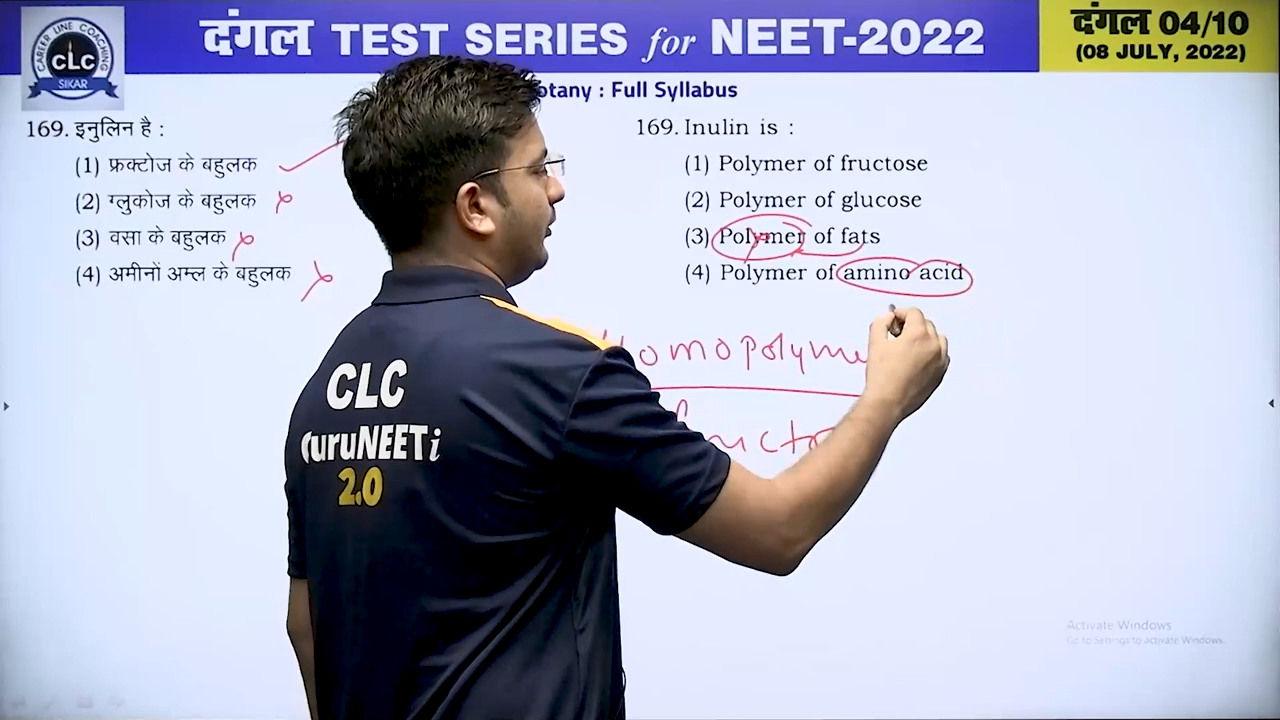 CAREER LINE COACHING
CLC
SIKAR
दंगल TEST SERIES for NEET-2022
दंगल 04/10
(08 JULY, 2022)
otany : Full Syllabus
169. इनुलिन है :
(1) फ्रक्टोज के बहुलक
(2) ग्लुकोज के बहुलक
(3) वसा के बहुलक
(4) अमीनों अम्ल के बहुलक
169. Inulin is :
(1) Polymer of fructose
(2) Polymer of glucose
(3) Polymer of fats
(4) Polymer of amino acid
Homopolyme
CLC
uruNEETi
2.0
Activate Windows
Go to Settings to activate Windows.